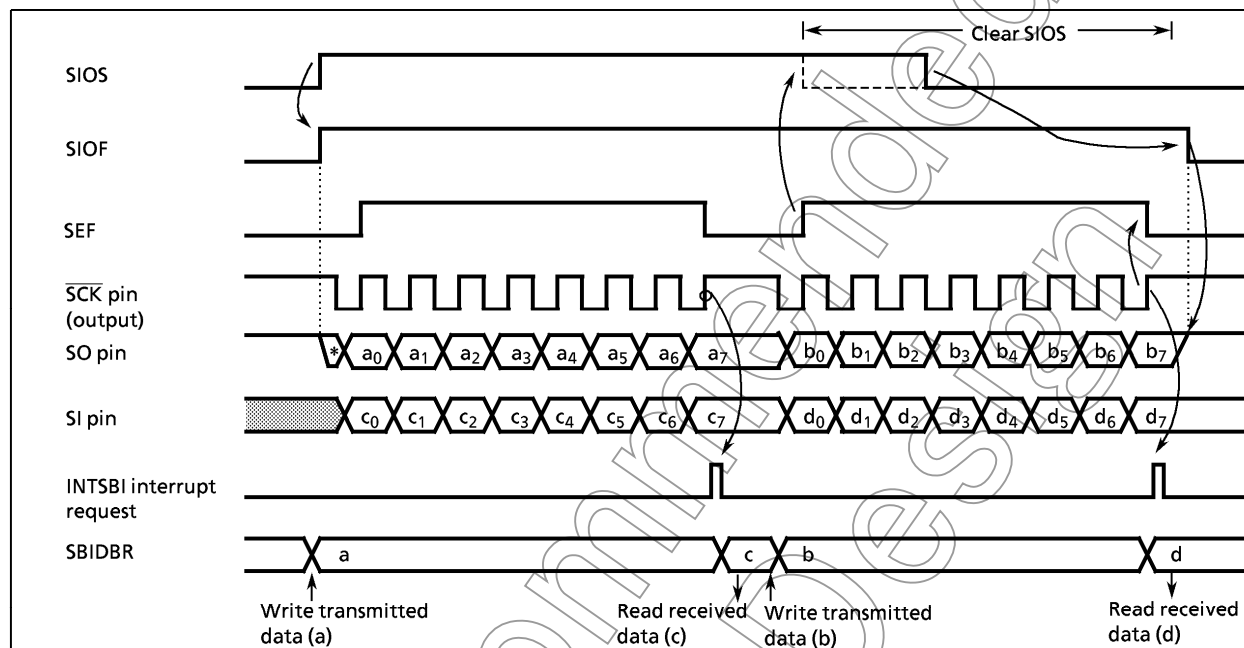 Clear SIOS
SIOS
SIOF
SEF
SCK pin
(output)
SO pin
* a0 a1 a2 a3 a4 a5 a6 a7 b0 b1 b2 b3 b4 b5 b6 b7
SI pin
c0 c1 c2 c3 c4 c5 c6 c7 d0 d1 d2 d3 d4 d5 d6 d7
INTSBI interrupt
request
SBIDBR
a c b d
Write transmitted
data (a)
Read received
data (c)
Write transmitted
data (b)
Read received
data (d)
ommended
Design